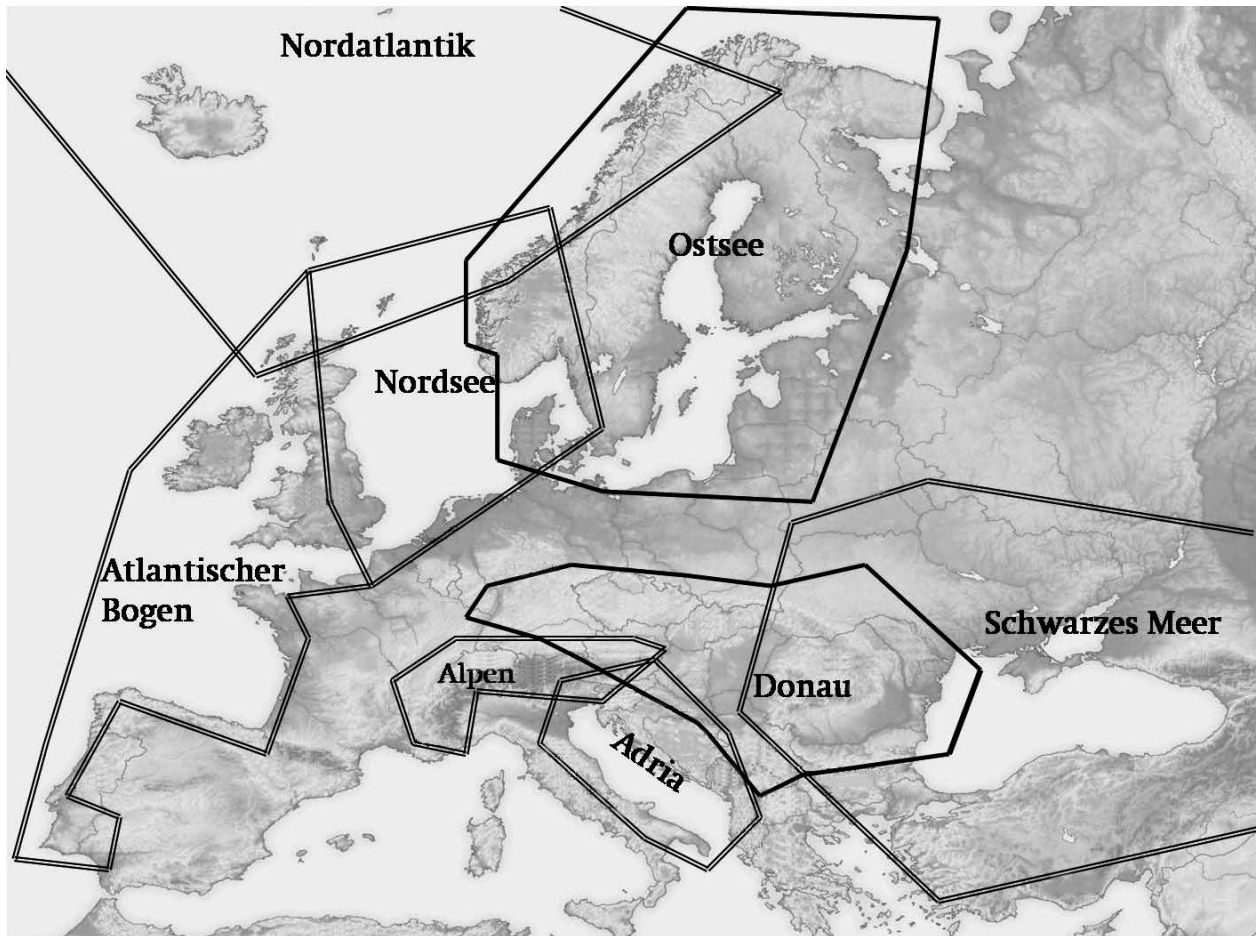 Nordatlantik
Ostsee
Nordsee
Atlantischer
Bogen
Schwarzes Meer
Alpen
Donau
Adria